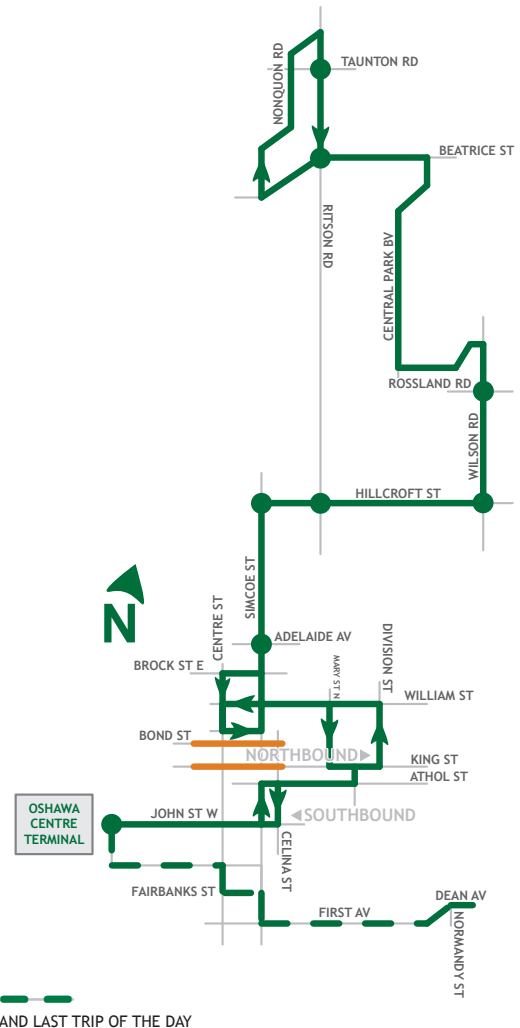 TAUNTON RD
NONQUON RD
BEATRICE ST
RITSON RD
CENTRAL PARK BV
ROSSLAND RD
WILSON RD
HILLCROFT ST
SIMCOE ST
CENTRE ST
N
ADELAIDE AV
DIVISION ST
BROCK ST E
MARY ST N
WILLIAM ST
BOND ST
NORTHBOUND
KING ST
ATHOL ST
OSHAWA
CENTRE
TERMINAL
JOHN ST W
SOUTHBOUND
CELINA ST
FAIRBANKS ST
DEAN AV
FIRST AV
NORMANDY ST
AND LAST TRIP OF THE DAY